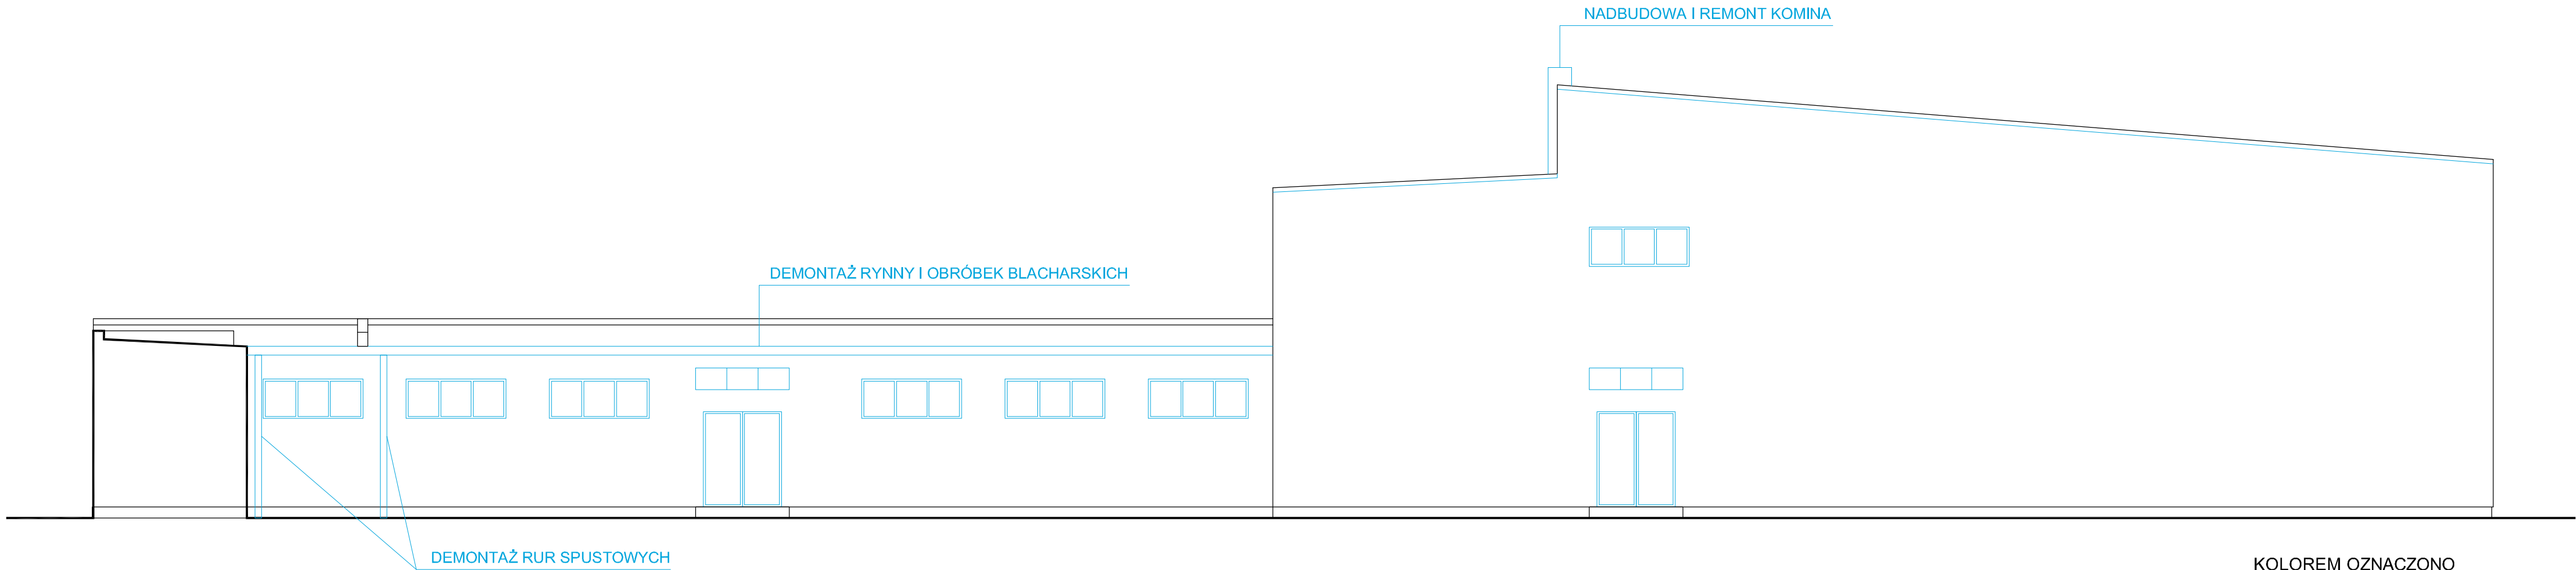 NADBUDOWA I REMONT KOMINA
DEMONTAŻ RYNNY I OBRÓBEK BLACHARSKICH
DEMONTAŻ RUR SPUSTOWYCH
KOLOREM OZNACZONO